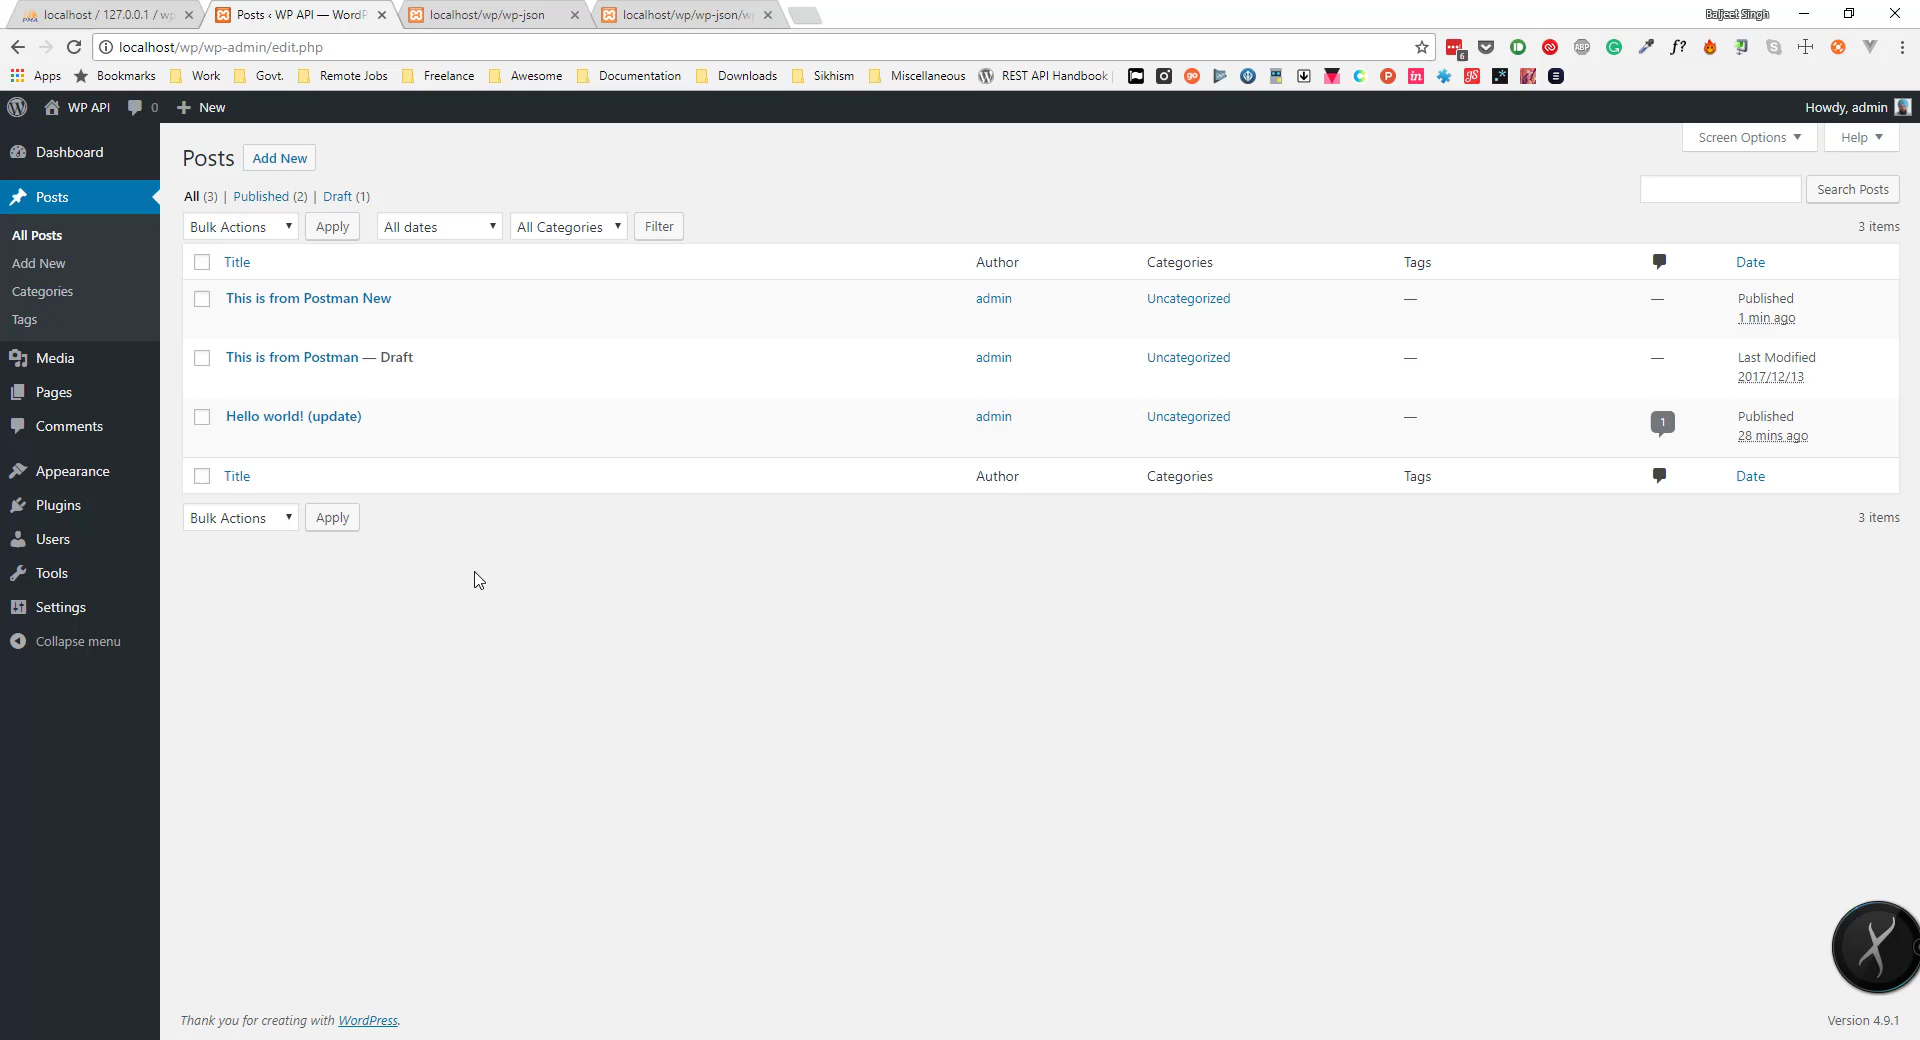 localhost / 127.0.0.1 / wp
Posts ‹ WP API — WordP
localhost/wp/wp-json
localhost/wp/wp-json/w
Baljeet Singh
localhost/wp/wp-admin/edit.php
6
ABP
f?
Apps
Bookmarks
Work
Govt.
Remote Jobs
Freelance
Awesome
Documentation
Downloads
Sikhism
Miscellaneous
REST API Handbook
go
P
in
WP API
0
New
Howdy, admin
Screen Options
Help
Dashboard
Posts
All Posts
Add New
Categories
Tags
Media
Pages
Comments
Appearance
Plugins
Users
Tools
Settings
Collapse menu
Posts
Add New
All (3) | Published (2) | Draft (1)
Search Posts
Bulk Actions
Apply
All dates
All Categories
Filter
3 items
Title
Author
Categories
Tags
Date
This is from Postman New
admin
Uncategorized
—
—
Published
1 min ago
This is from Postman — Draft
admin
Uncategorized
—
—
Last Modified
2017/12/13
Hello world! (update)
admin
Uncategorized
—
1
Published
28 mins ago
Title
Author
Categories
Tags
Date
Bulk Actions
Apply
3 items
Thank you for creating with WordPress.
Version 4.9.1